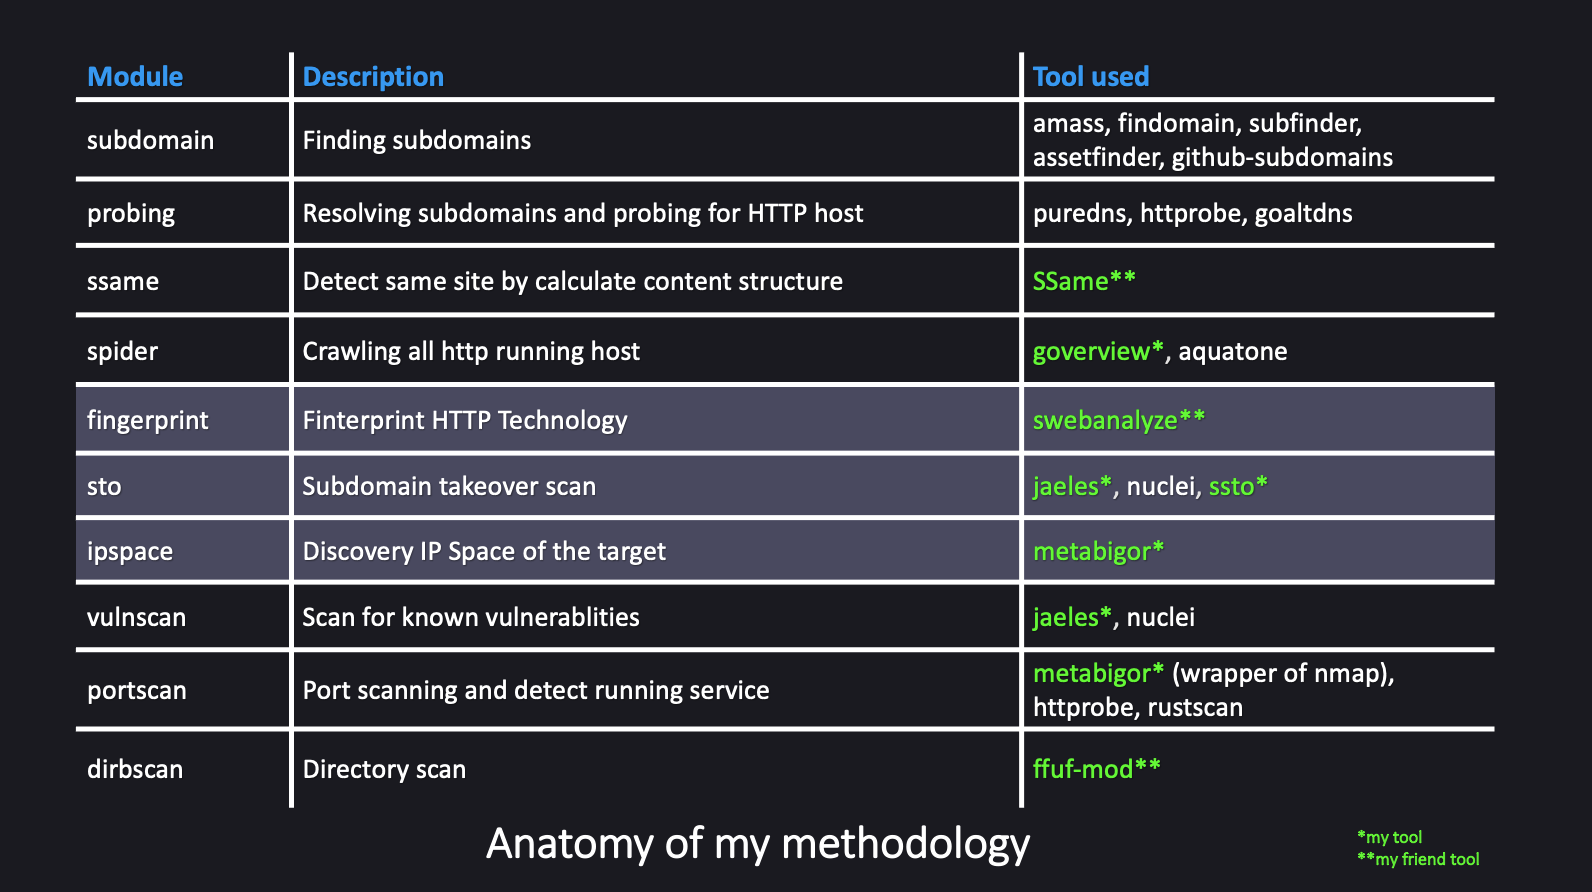 Module Description Tool used
subdomain Finding subdomains amass, findomain, subfinder,
assetfinder, github-subdomains
probing Resolving subdomains and probing for HTTP host puredns, httprobe, goaltdns
ssame Detect same site by calculate content structure SSame**
spider Crawling all http running host goverview*, aquatone
fingerprint Finterprint HTTP Technology swebanalyze**
sto Subdomain takeover scan jaeles*, nuclei, ssto*
ipspace Discovery IP Space of the target metabigor*
vulnscan Scan for known vulnerablities jaeles*, nuclei
portscan Port scanning and detect running service metabigor* (wrapper of nmap),
httprobe, rustscan
dirbscan Directory scan ffuf-mod**
Anatomy of my methodology
*my tool
**my friend tool